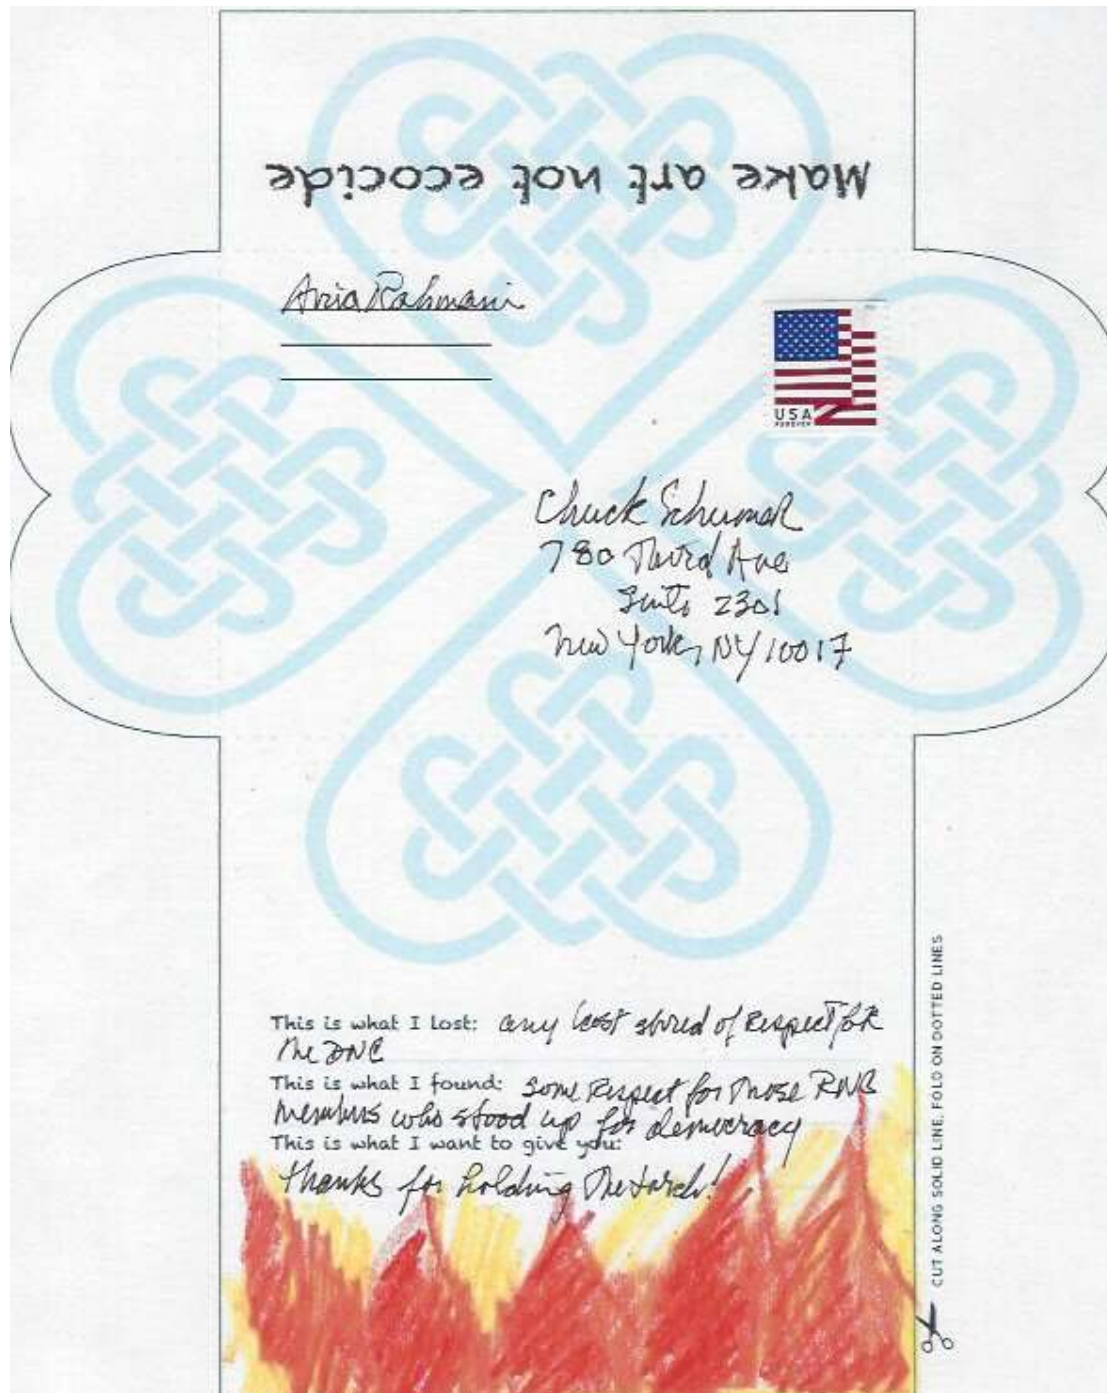 Make art not ecocide
Aviva Rahmani
USA
FOREVER
Chuck Schumer
780 Third Ave
Suite 2301
New York, NY 10017
This is what I lost: any last shred of Respect for
the DNC
This is what I found: some Respect for those RNC
members who stood up for democracy
This is what I want to give you:
Thanks for holding the torch!
CUT ALONG SOLID LINE, FOLD ON DOTTED LINES